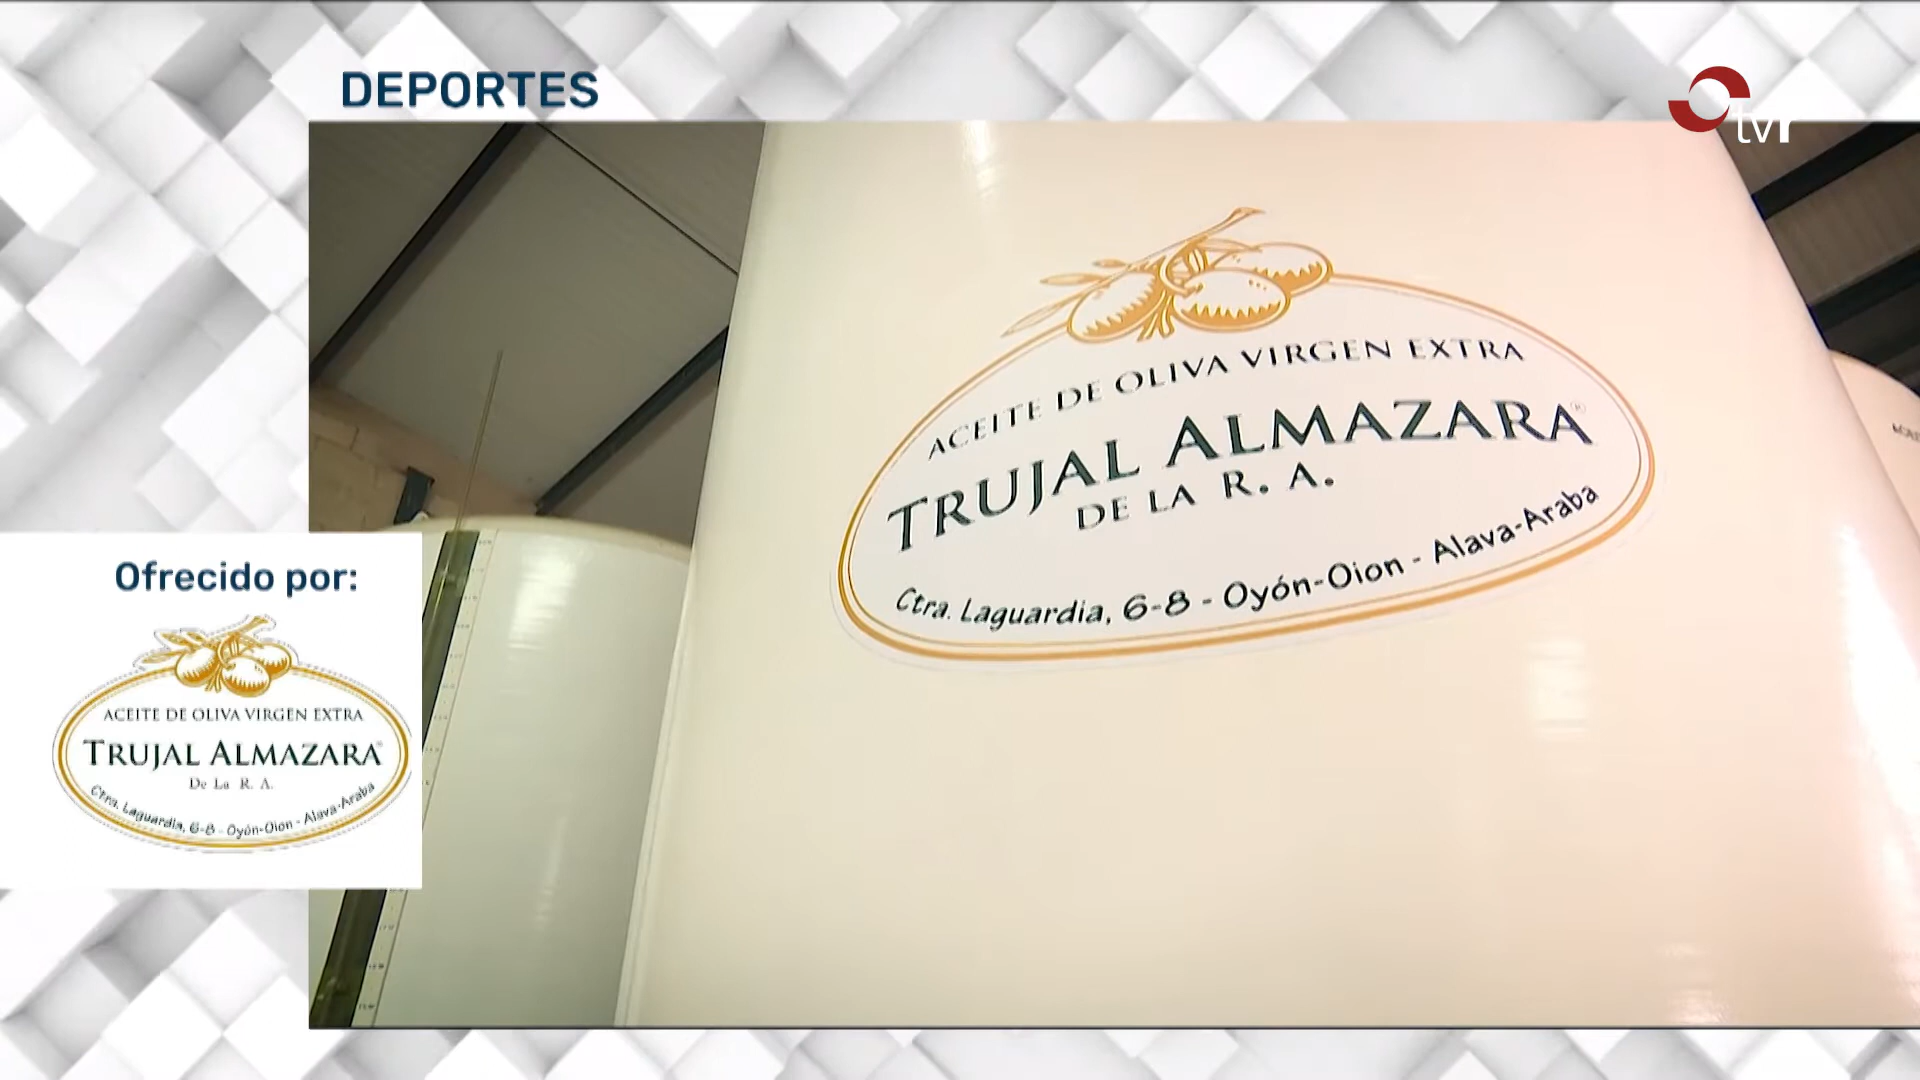 DEPORTES
tvr
ACEITE DE OLIVA VIRGEN EXTRA
TRUJAL ALMAZARA®
DE LA R. A.
Ctra. Laguardia, 6-8 - Oyón-Oion - Alava-Araba
Ofrecido por:
ACEITE DE OLIVA VIRGEN EXTRA
TRUJAL ALMAZARA®
De La R. A.
Ctra. Laguardia, 6-8 - Oyón-Oion - Alava-Araba